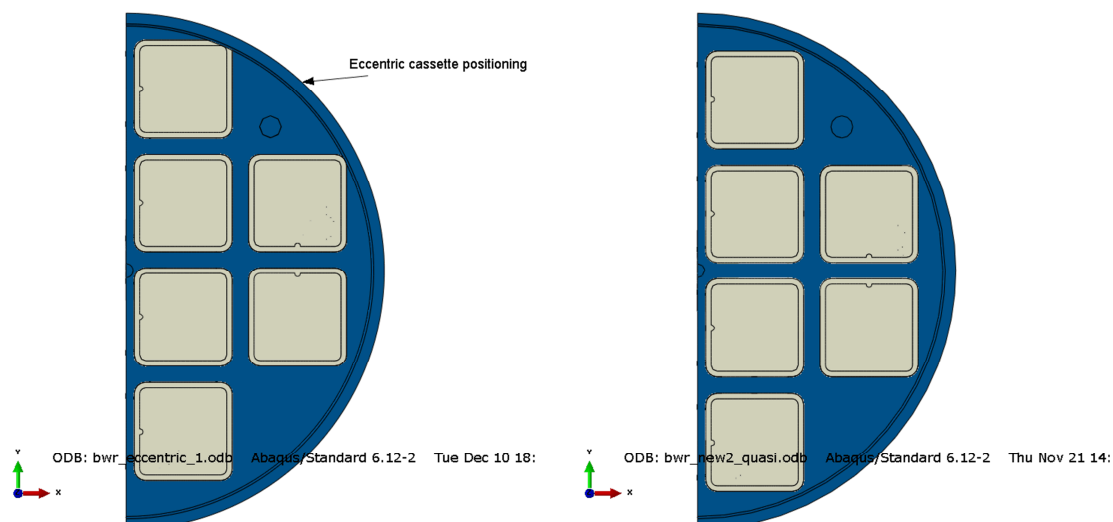 Eccentric cassette positioning
Y
X
ODB: bwr_eccentric_1.odb Abaqus/Standard 6.12-2 Tue Dec 10 18:
Y
X
ODB: bwr_new2_quasi.odb Abaqus/Standard 6.12-2 Thu Nov 21 14: